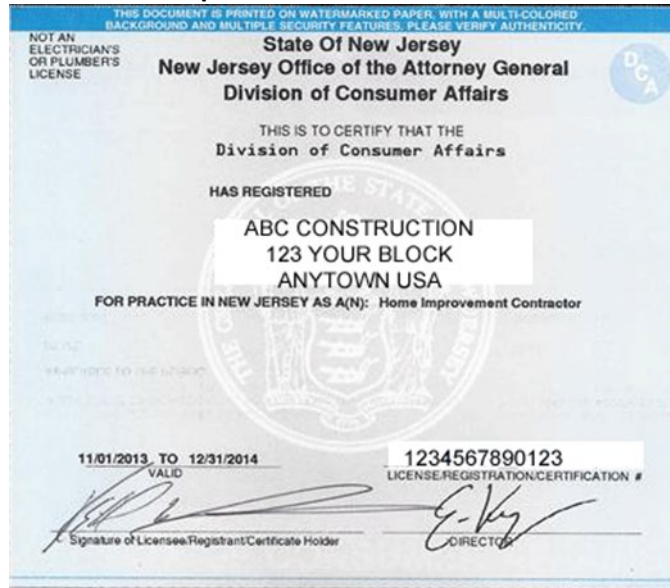 THIS DOCUMENT IS PRINTED ON WATERMARKED PAPER, WITH A MULTI-COLORED
BACKGROUND AND MULTIPLE SECURITY FEATURES. PLEASE VERIFY AUTHENTICITY.
NOT AN
ELECTRICIAN'S
OR PLUMBER'S
LICENSE
State Of New Jersey
New Jersey Office of the Attorney General
Division of Consumer Affairs
DCA
THIS IS TO CERTIFY THAT THE
Division of Consumer Affairs
HAS REGISTERED
ABC CONSTRUCTION
123 YOUR BLOCK
ANYTOWN USA
FOR PRACTICE IN NEW JERSEY AS A(N): Home Improvement Contractor
11/01/2013 TO 12/31/2014
VALID
1234567890123
LICENSE/REGISTRATION/CERTIFICATION #
Signature of Licensee/Registrant/Certificate Holder
DIRECTOR